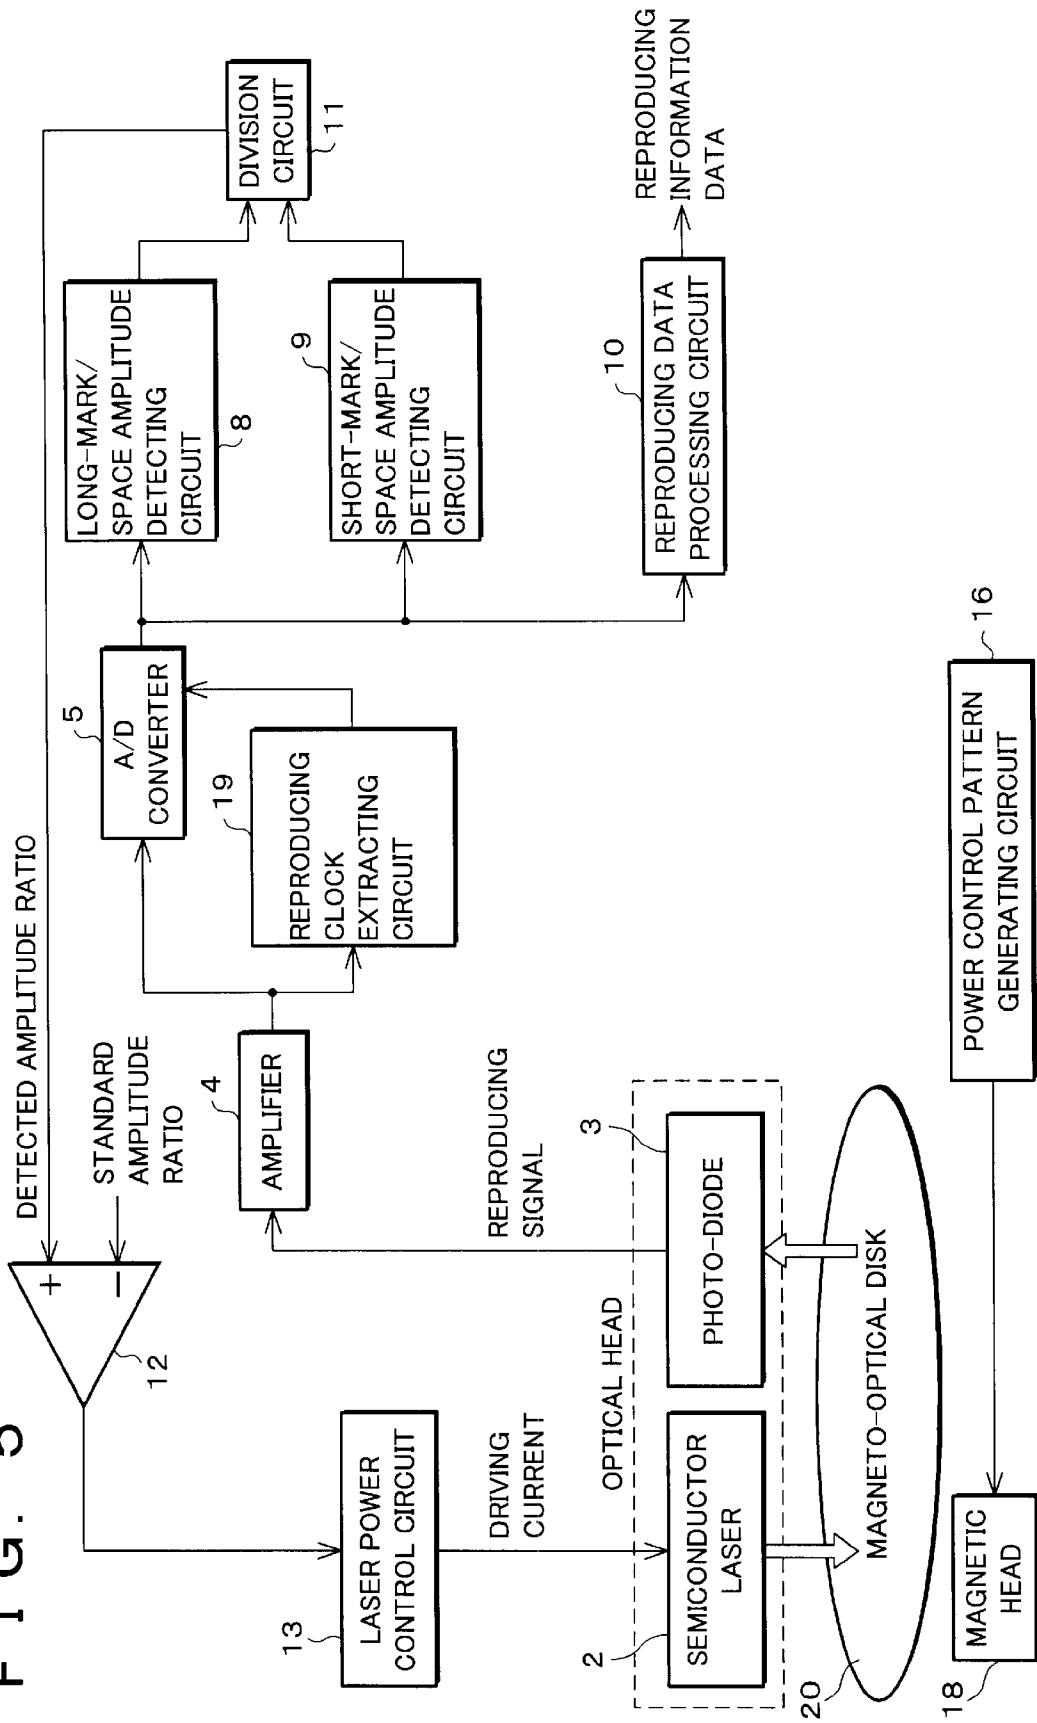 FIG. 5
DETECTED AMPLITUDE RATIO
STANDARD
AMPLITUDE
RATIO
+
−
12
5
A/D
CONVERTER
LONG-MARK/
SPACE AMPLITUDE
DETECTING
CIRCUIT
8
DIVISION
CIRCUIT
11
4
AMPLIFIER
19
REPRODUCING
CLOCK
EXTRACTING
CIRCUIT
9
SHORT-MARK/
SPACE AMPLITUDE
DETECTING
CIRCUIT
13
LASER POWER
CONTROL CIRCUIT
DRIVING
CURRENT
REPRODUCING
SIGNAL
OPTICAL HEAD
2
SEMICONDUCTOR
LASER
3
PHOTO-DIODE
10
REPRODUCING DATA
PROCESSING CIRCUIT
REPRODUCING
INFORMATION
DATA
20
MAGNETO-OPTICAL DISK
18
MAGNETIC
HEAD
POWER CONTROL PATTERN
GENERATING CIRCUIT
16